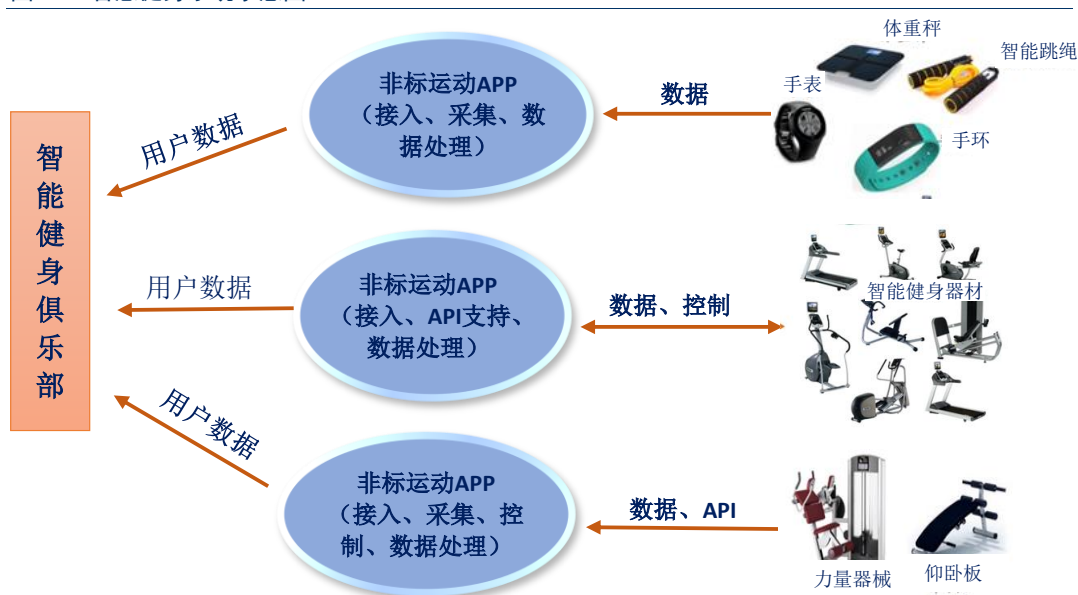 体重秤
智能跳绳
手表
手环
非标运动APP
（接入、采集、数
据处理）
数据
用户数据
智
能
健
身
俱
乐
部
非标运动APP
（接入、API支持、
数据处理）
用户数据
数据、控制
智能健身器材
用户数据
非标运动APP
（接入、采集、控
制、数据处理）
数据、API
力量器械
仰卧板